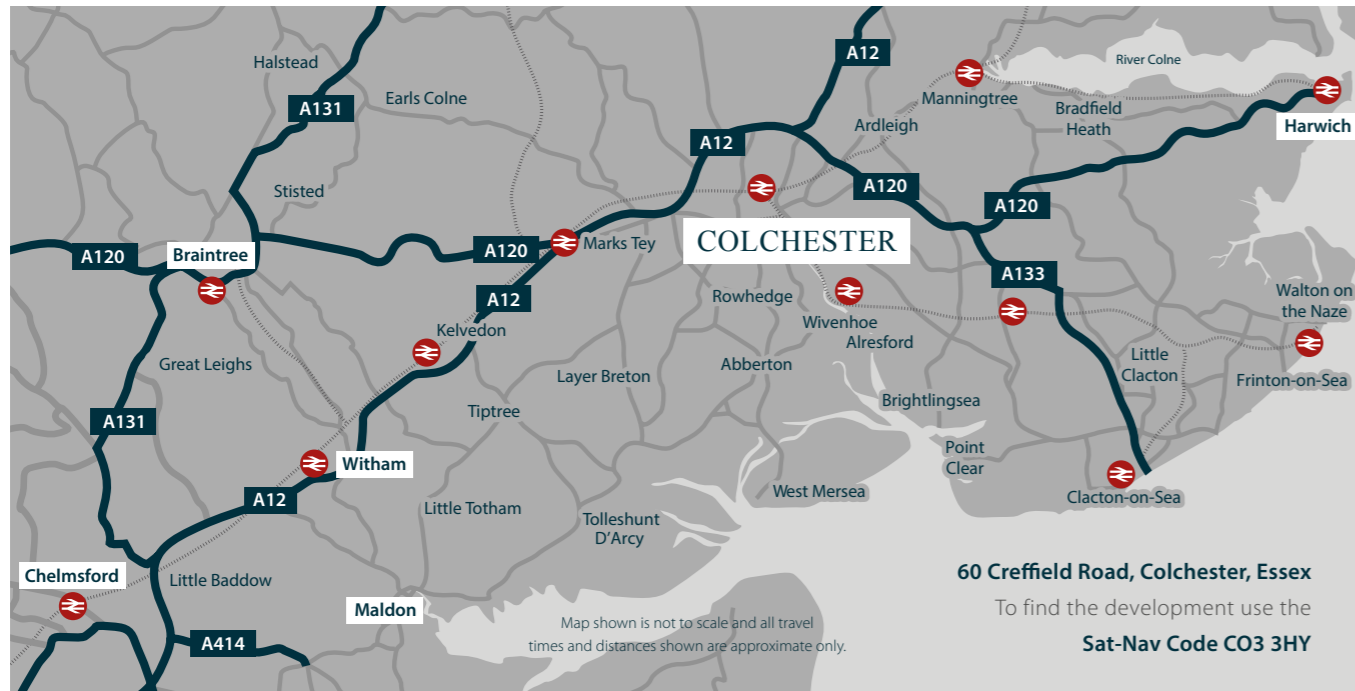 A12
Halstead
River Colne
A131
Earls Colne
Manningtree
Bradfield
Heath
Harwich
Ardleigh
A12
Stisted
A120
A120
COLCHESTER
Marks Tey
A120
Braintree
A120
A133
A12
Rowhedge
Walton on
the Naze
Kelvedon
Wivenhoe
Alresford
Great Leighs
Layer Breton
Abberton
Little
Clacton
Frinton-on-Sea
Brightlingsea
Tiptree
A131
Point
Clear
Witham
West Mersea
Clacton-on-Sea
A12
Little Totham
Tolleshunt
D'Arcy
Chelmsford
Little Baddow
Maldon
A414
Map shown is not to scale and all travel
times and distances shown are approximate only.
60 Creffield Road, Colchester, Essex
To find the development use the
Sat-Nav Code CO3 3HY